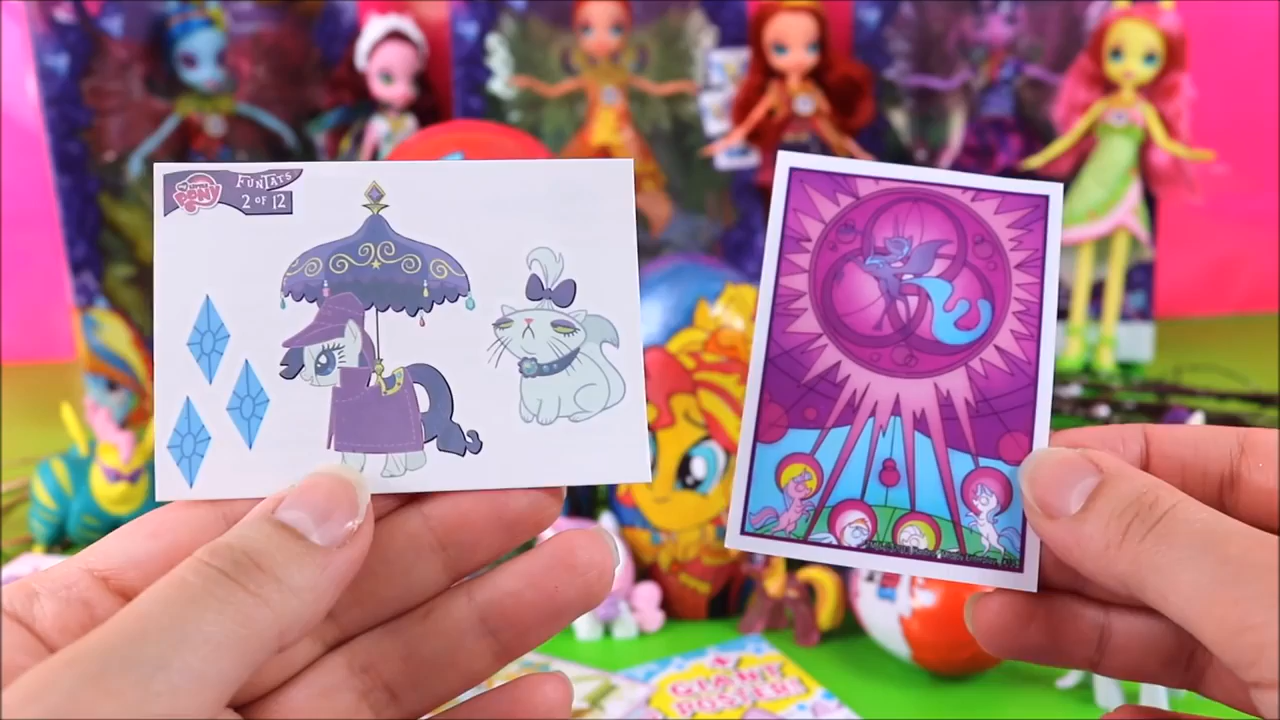 MY LITTLE
PONY
FUNTATS
2 OF 12
GIANT
POSTER!